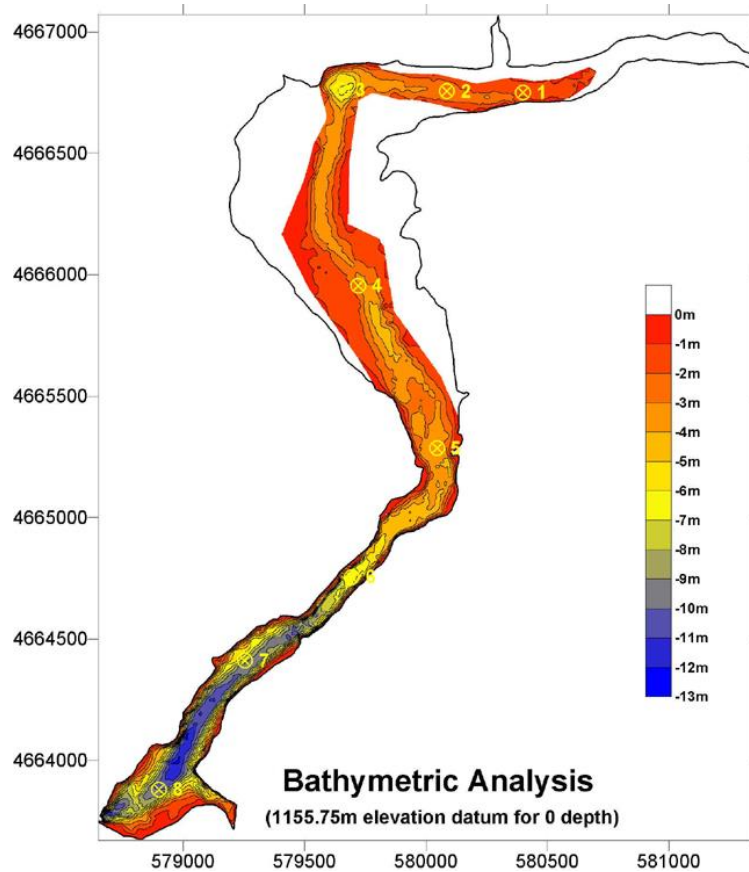 4667000
4666500
4666000
4665500
4665000
4664500
4664000
3 2 1
4
5
6
7
8
0m
-1m
-2m
-3m
-4m
-5m
-6m
-7m
-8m
-9m
-10m
-11m
-12m
-13m
Bathymetric Analysis
(1155.75m elevation datum for 0 depth)
579000 579500 580000 580500 581000